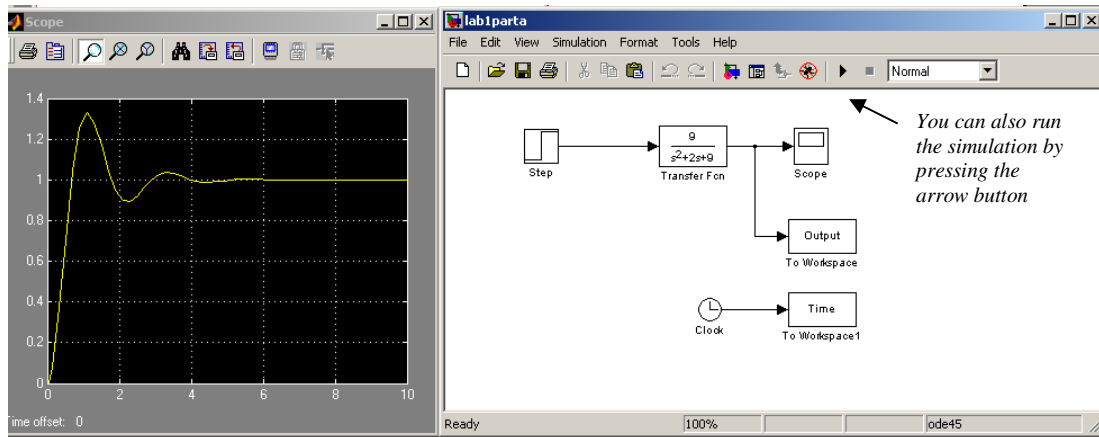 Scope
1.4
1.2
1
0.8
0.6
0.4
0.2
0
0 2 4 6 8 10
Time offset: 0
lab1parta
File Edit View Simulation Format Tools Help
Normal
Step
9
s2+2s+9
Transfer Fcn
Scope
Output
To Workspace
Clock
Time
To Workspace1
You can also run
the simulation by
pressing the
arrow button
Ready 100% ode45